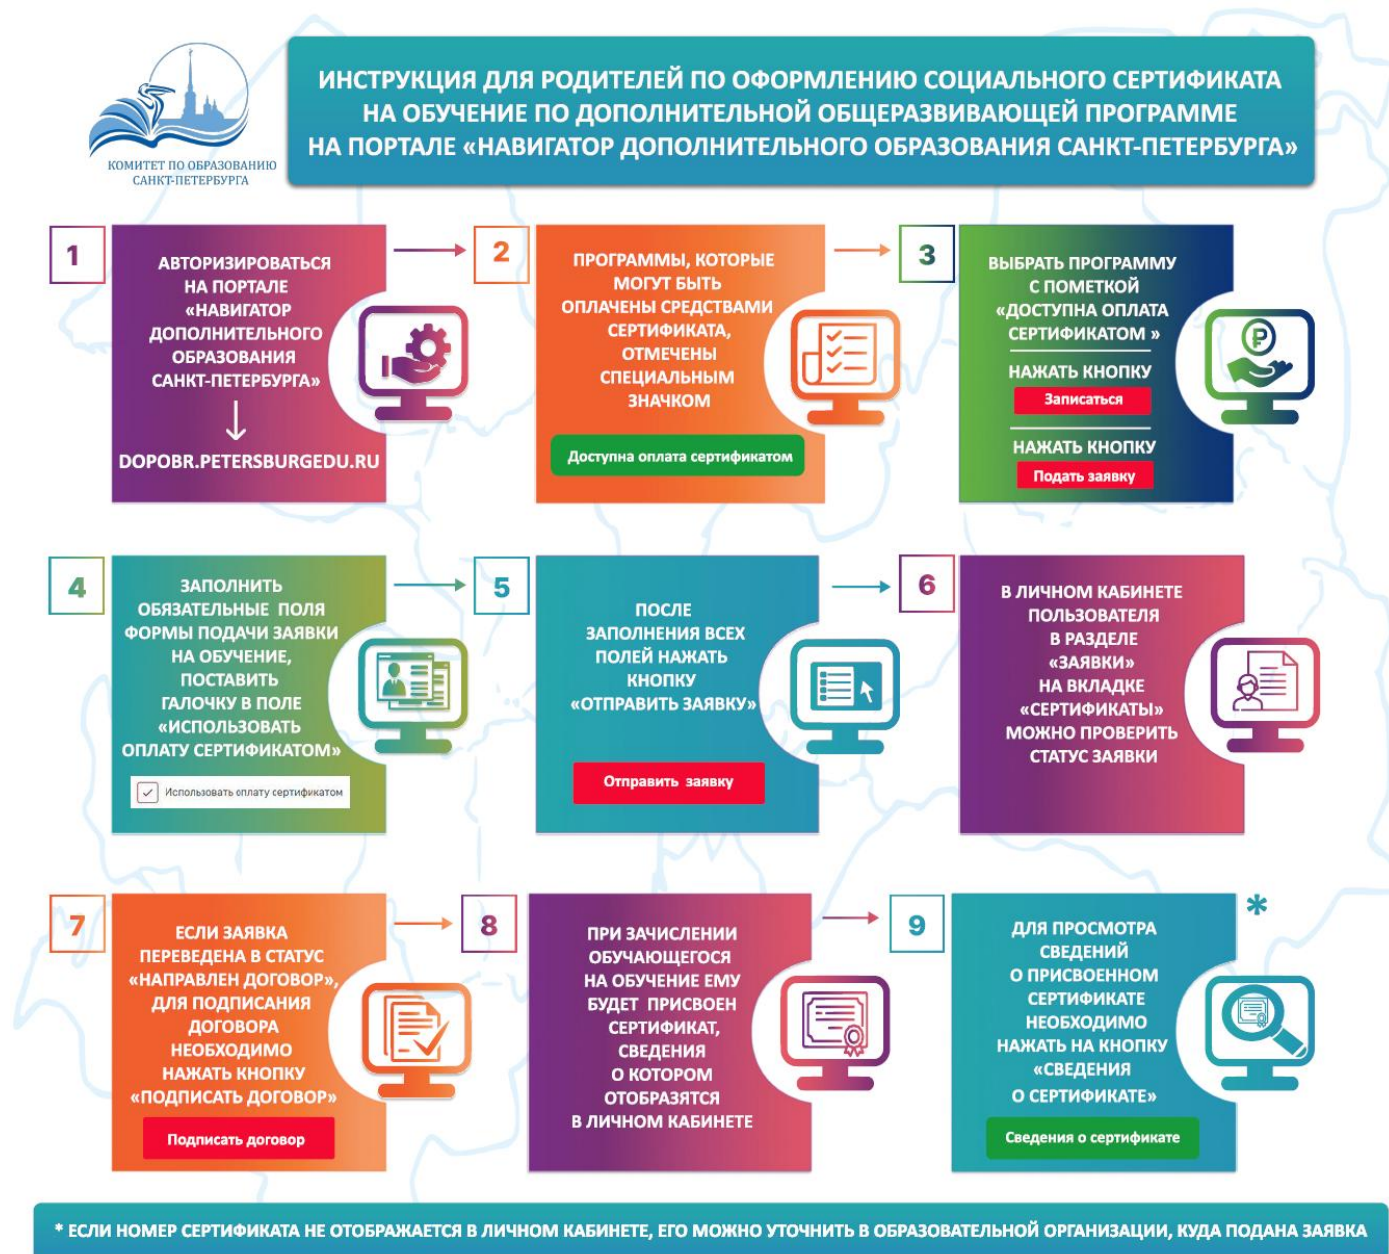 КОМИТЕТ ПО ОБРАЗОВАНИЮ
САНКТ-ПЕТЕРБУРГА
ИНСТРУКЦИЯ ДЛЯ РОДИТЕЛЕЙ ПО ОФОРМЛЕНИЮ СОЦИАЛЬНОГО СЕРТИФИКАТА
НА ОБУЧЕНИЕ ПО ДОПОЛНИТЕЛЬНОЙ ОБЩЕРАЗВИВАЮЩЕЙ ПРОГРАММЕ
НА ПОРТАЛЕ «НАВИГАТОР ДОПОЛНИТЕЛЬНОГО ОБРАЗОВАНИЯ САНКТ-ПЕТЕРБУРГА»
1
АВТОРИЗИРОВАТЬСЯ
НА ПОРТАЛЕ
«НАВИГАТОР
ДОПОЛНИТЕЛЬНОГО
ОБРАЗОВАНИЯ
САНКТ-ПЕТЕРБУРГА»
DOPOBR.PETERSBURGEDU.RU
2
ПРОГРАММЫ, КОТОРЫЕ
МОГУТ БЫТЬ
ОПЛАЧЕНЫ СРЕДСТВАМИ
СЕРТИФИКАТА,
ОТМЕЧЕНЫ
СПЕЦИАЛЬНЫМ
ЗНАЧКОМ
Доступна оплата сертификатом
3
ВЫБРАТЬ ПРОГРАММУ
С ПОМЕТКОЙ
«ДОСТУПНА ОПЛАТА
СЕРТИФИКАТОМ »
НАЖАТЬ КНОПКУ
Записаться
НАЖАТЬ КНОПКУ
Подать заявку
4
ЗАПОЛНИТЬ
ОБЯЗАТЕЛЬНЫЕ ПОЛЯ
ФОРМЫ ПОДАЧИ ЗАЯВКИ
НА ОБУЧЕНИЕ,
ПОСТАВИТЬ
ГАЛОЧКУ В ПОЛЕ
«ИСПОЛЬЗОВАТЬ
ОПЛАТУ СЕРТИФИКАТОМ»
Использовать оплату сертификатом
5
ПОСЛЕ
ЗАПОЛНЕНИЯ ВСЕХ
ПОЛЕЙ НАЖАТЬ
КНОПКУ
«ОТПРАВИТЬ ЗАЯВКУ»
Отправить заявку
6
В ЛИЧНОМ КАБИНЕТЕ
ПОЛЬЗОВАТЕЛЯ
В РАЗДЕЛЕ
«ЗАЯВКИ»
НА ВКЛАДКЕ
«СЕРТИФИКАТЫ»
МОЖНО ПРОВЕРИТЬ
СТАТУС ЗАЯВКИ
7
ЕСЛИ ЗАЯВКА
ПЕРЕВЕДЕНА В СТАТУС
«НАПРАВЛЕН ДОГОВОР»,
ДЛЯ ПОДПИСАНИЯ
ДОГОВОРА
НЕОБХОДИМО
НАЖАТЬ КНОПКУ
«ПОДПИСАТЬ ДОГОВОР»
Подписать договор
8
ПРИ ЗАЧИСЛЕНИИ
ОБУЧАЮЩЕГОСЯ
НА ОБУЧЕНИЕ ЕМУ
БУДЕТ ПРИСВОЕН
СЕРТИФИКАТ,
СВЕДЕНИЯ
О КОТОРОМ
ОТОБРАЗЯТСЯ
В ЛИЧНОМ КАБИНЕТЕ
9
*
ДЛЯ ПРОСМОТРА
СВЕДЕНИЙ
О ПРИСВОЕННОМ
СЕРТИФИКАТЕ
НЕОБХОДИМО
НАЖАТЬ НА КНОПКУ
«СВЕДЕНИЯ
О СЕРТИФИКАТЕ»
Сведения о сертификате
* ЕСЛИ НОМЕР СЕРТИФИКАТА НЕ ОТОБРАЖАЕТСЯ В ЛИЧНОМ КАБИНЕТЕ, ЕГО МОЖНО УТОЧНИТЬ В ОБРАЗОВАТЕЛЬНОЙ ОРГАНИЗАЦИИ, КУДА ПОДАНА ЗАЯВКА